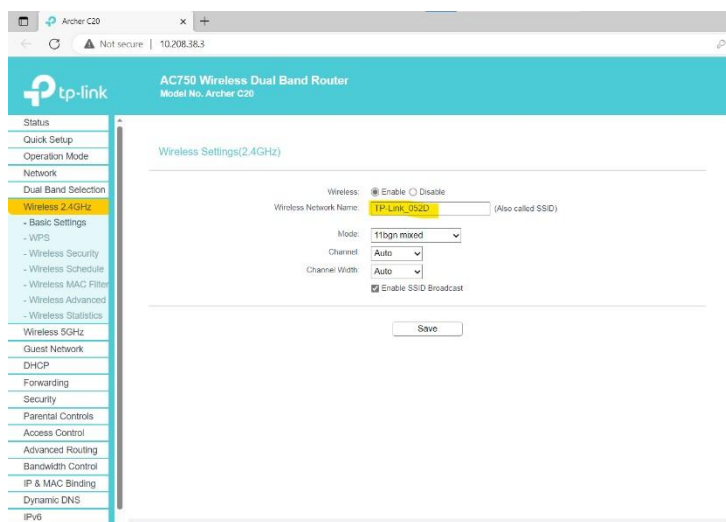 Archer C20
Not secure | 10.208.38.3
tp-link
AC750 Wireless Dual Band Router
Model No. Archer C20
Status
Quick Setup
Operation Mode
Network
Dual Band Selection
Wireless 2.4GHz
- Basic Settings
- WPS
- Wireless Security
- Wireless Schedule
- Wireless MAC Filter
- Wireless Advanced
- Wireless Statistics
Wireless 5GHz
Guest Network
DHCP
Forwarding
Security
Parental Controls
Access Control
Advanced Routing
Bandwidth Control
IP & MAC Binding
Dynamic DNS
IPv6
Wireless Settings(2.4GHz)
Wireless: Enable Disable
Wireless Network Name: TP-Link_052D (Also called SSID)
Mode: 11bgn mixed
Channel: Auto
Channel Width: Auto
Enable SSID Broadcast
Save